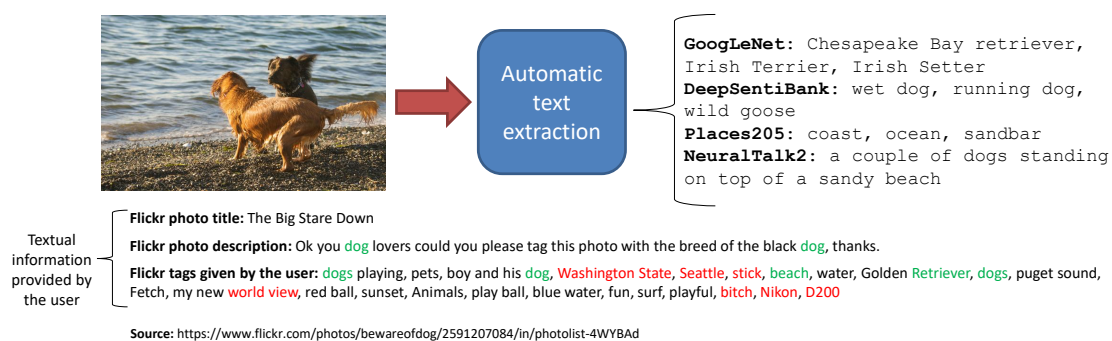 Automatic
text
extraction
GoogLeNet: Chesapeake Bay retriever,
Irish Terrier, Irish Setter
DeepSentiBank: wet dog, running dog,
wild goose
Places205: coast, ocean, sandbar
NeuralTalk2: a couple of dogs standing
on top of a sandy beach
Textual
information
provided by
the user
Flickr photo title: The Big Stare Down
Flickr photo description: Ok you dog lovers could you please tag this photo with the breed of the black dog, thanks.
Flickr tags given by the user: dogs playing, pets, boy and his dog, Washington State, Seattle, stick, beach, water, Golden Retriever, dogs, puget sound,
Fetch, my new world view, red ball, sunset, Animals, play ball, blue water, fun, surf, playful, bitch, Nikon, D200
Source: https://www.flickr.com/photos/bewareofdog/2591207084/in/photolist-4WYBAd